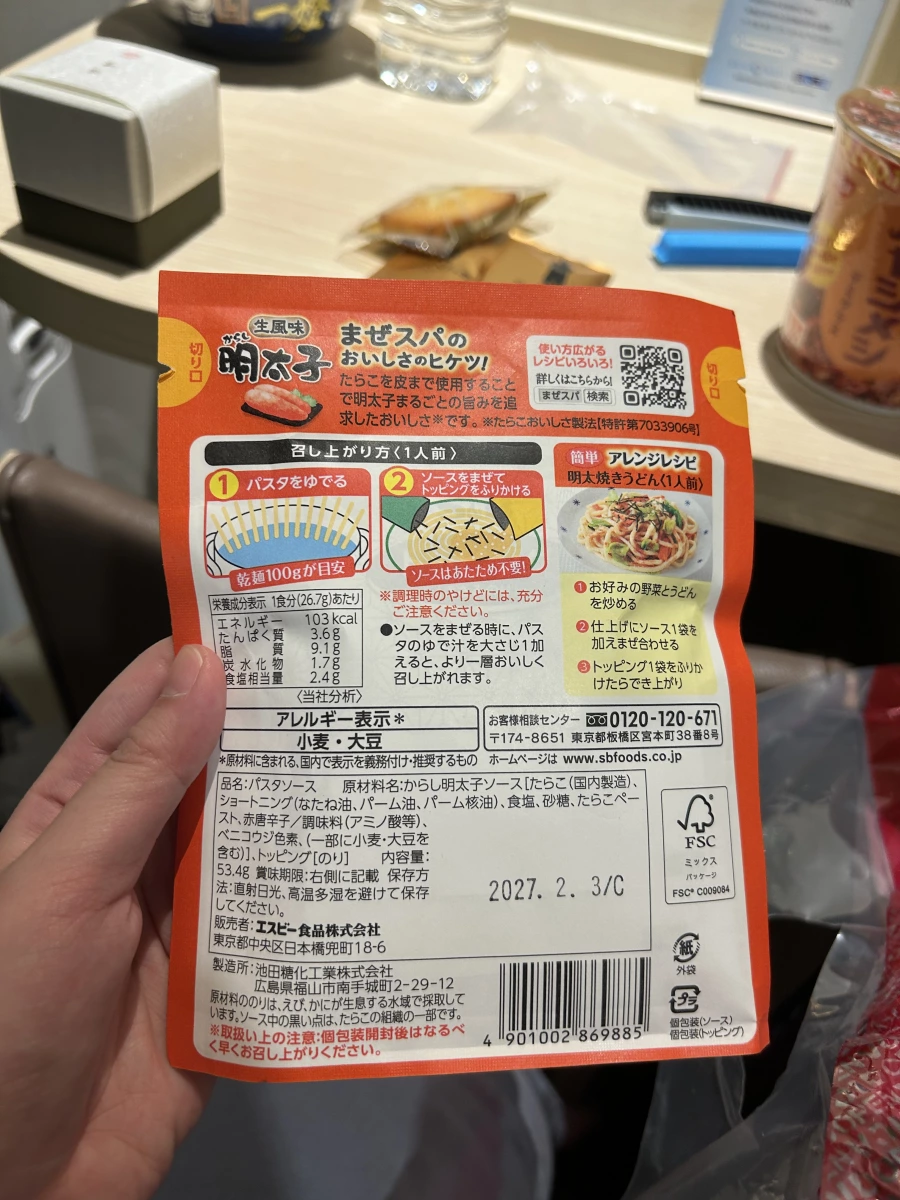 一燈
切り口
生風味
からし
明太子
まぜスパの
おいしさのヒケツ!
たらこを皮まで使用すること
で明太子まるごとの旨みを追
求したおいしさ※です。※たらこおいしさ製法【特許第7033906号】
使い方広がる
レシピいろいろ!
詳しくはこちらから!
まぜスパ 検索
切り口
召し上がり方〈1人前〉
1 パスタをゆでる
乾麺100gが目安
2 ソースをまぜて
トッピングをふりかける
ソースはあたため不要!
簡単 アレンジレシピ
明太焼きうどん〈1人前〉
1 お好みの野菜とうどん
を炒める
2 仕上げにソース1袋を
加えまぜ合わせる
3 トッピング1袋をふりか
けたらでき上がり
栄養成分表示 1食分(26.7g)あたり
エネルギー 103kcal
たんぱく質 3.6g
脂質 9.1g
炭水化物 1.7g
食塩相当量 2.4g
〈当社分析〉
※調理時のやけどには、充分
ご注意ください。
●ソースをまぜる時に、パス
タのゆで汁を大さじ1加
えると、より一層おいしく
召し上がれます。
アレルギー表示*
小麦・大豆
*原材料に含まれる、国内で表示を義務付け・推奨するもの
お客様相談センター 0120-120-671
〒174-8651 東京都板橋区宮本町38番8号
ホームページは www.sbfoods.co.jp
品名:パスタソース 原材料名:からし明太子ソース[たらこ(国内製造)、
ショートニング(なたね油、パーム油、パーム核油)、食塩、砂糖、たらこペー
スト、赤唐辛子/調味料(アミノ酸等)、
ベニコウジ色素、(一部に小麦・大豆を
含む)]、トッピング[のり] 内容量:
53.4g 賞味期限:右側に記載 保存方
法:直射日光、高温多湿を避けて保存
してください。
2027. 2. 3/C
販売者:エスビー食品株式会社
東京都中央区日本橋兜町18-6
製造所:池田糖化工業株式会社
広島県福山市南手城町2-29-12
原材料ののりは、えび、かにが生息する水域で採取して
います。ソース中の黒い点は、たらこの組織の一部です。
※取扱い上の注意:個包装開封後はなるべ
く早くお召し上がりください。
4 901002 869885
FSC
ミックス
パッケージ
FSC® C009084
紙
外袋
プラ
個包装(ソース)
個包装(トッピング)